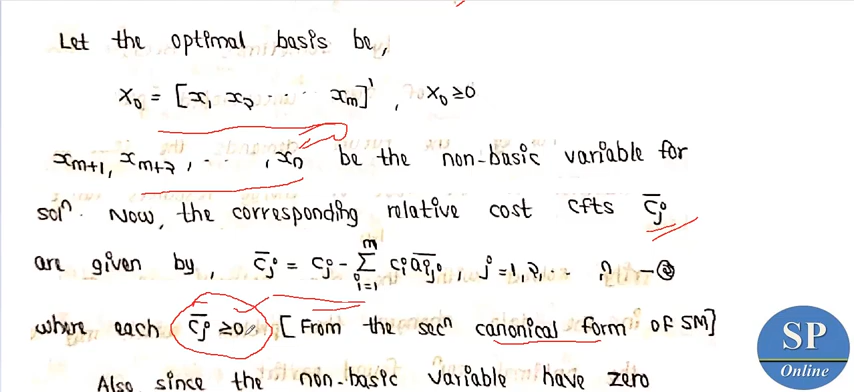 Let the optimal basis be,
X₀ = [x₁ x₂ ..... xₘ]', X₀ ≥ 0
xₘ₊₁, xₘ₊₂, ....., xₙ be the non-basic variable for
solⁿ. Now, the corresponding relative cost cfts c̄ⱼ
are given by, c̄ⱼ = cⱼ - Σᵢ₌₁ᵐ cᵢ āᵢⱼ, j = 1, 2, .. n —
where each c̄ⱼ ≥ 0 [From the secⁿ canonical form of SM]
Also since the non-basic variable have zero
SP
Online